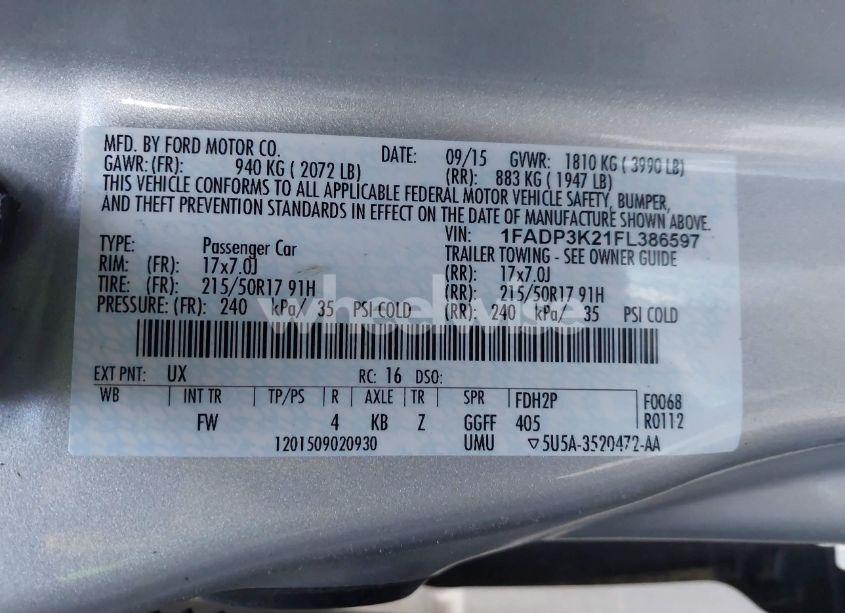 MFD. BY FORD MOTOR CO. DATE: 09/15 GVWR: 1810 KG ( 3990 LB)
GAWR: (FR): 940 KG ( 2072 LB) (RR): 883 KG ( 1947 LB)
THIS VEHICLE CONFORMS TO ALL APPLICABLE FEDERAL MOTOR VEHICLE SAFETY, BUMPER,
AND THEFT PREVENTION STANDARDS IN EFFECT ON THE DATE OF MANUFACTURE SHOWN ABOVE.
VIN: 1FADP3K21FL386597
TYPE: Passenger Car TRAILER TOWING - SEE OWNER GUIDE
RIM: (FR): 17x7.0J (RR): 17x7.0J
TIRE: (FR): 215/50R17 91H (RR): 215/50R17 91H
PRESSURE: (FR): 240 kPa/ 35 PSI COLD (RR): 240 kPa/ 35 PSI COLD
wheelwise
EXT PNT: UX RC: 16 DSO:
WB INT TR TP/PS R AXLE TR SPR FDH2P F0068
FW 4 KB Z GGFF 405 R0112
1201509020930 UMU ▽5U5A-3520472-AA